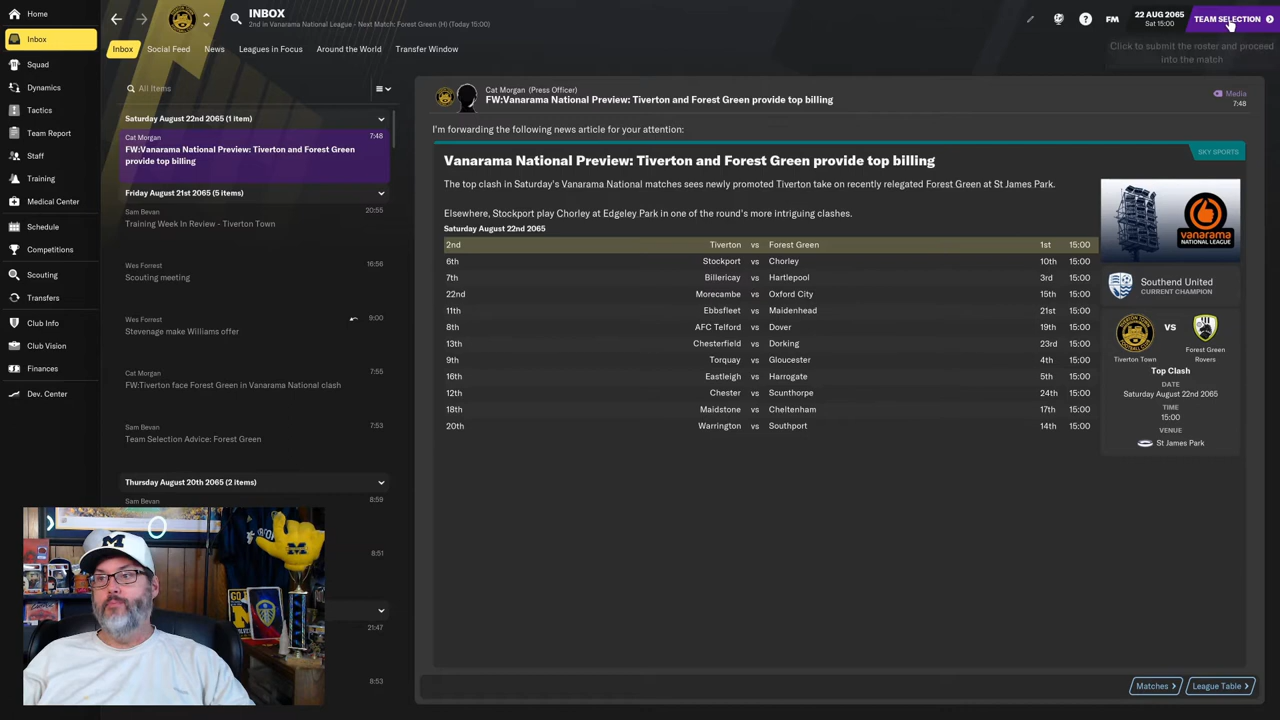 Home
Inbox
Squad
Dynamics
Tactics
Team Report
Staff
Training
Medical Center
Schedule
Competitions
Scouting
Transfers
Club Info
Club Vision
Finances
Dev. Center
INBOX
2nd in Vanarama National League - Next Match: Forest Green (H) (Today 15:00)
FM
22 AUG 2065
Sat 15:00
TEAM SELECTION
Click to submit the roster and proceed
into the match
Inbox
Social Feed
News
Leagues in Focus
Around the World
Transfer Window
All Items
Saturday August 22nd 2065 (1 item)
Cat Morgan 7:48
FW:Vanarama National Preview: Tiverton and Forest Green
provide top billing
Friday August 21st 2065 (5 items)
Sam Bevan 20:55
Training Week In Review - Tiverton Town
Wes Forrest 16:56
Scouting meeting
Wes Forrest 9:00
Stevenage make Williams offer
Cat Morgan 7:55
FW:Tiverton face Forest Green in Vanarama National clash
Sam Bevan 7:53
Team Selection Advice: Forest Green
Thursday August 20th 2065 (2 items)
Sam Bevan 8:59
8:51
21:47
8:53
Cat Morgan (Press Officer)
FW:Vanarama National Preview: Tiverton and Forest Green provide top billing
Media
7:48
I'm forwarding the following news article for your attention:
Vanarama National Preview: Tiverton and Forest Green provide top billing
SKY SPORTS
The top clash in Saturday's Vanarama National matches sees newly promoted Tiverton take on recently relegated Forest Green at St James Park.
Elsewhere, Stockport play Chorley at Edgeley Park in one of the round's more intriguing clashes.
Saturday August 22nd 2065
2nd Tiverton vs Forest Green 1st 15:00
6th Stockport vs Chorley 10th 15:00
7th Billericay vs Hartlepool 3rd 15:00
22nd Morecambe vs Oxford City 15th 15:00
11th Ebbsfleet vs Maidenhead 21st 15:00
8th AFC Telford vs Dover 19th 15:00
13th Chesterfield vs Dorking 23rd 15:00
9th Torquay vs Gloucester 4th 15:00
16th Eastleigh vs Harrogate 5th 15:00
12th Chester vs Scunthorpe 24th 15:00
18th Maidstone vs Cheltenham 17th 15:00
20th Warrington vs Southport 14th 15:00
vanarama
NATIONAL LEAGUE
Southend United
CURRENT CHAMPION
VS
Tiverton Town
Forest Green
Rovers
Top Clash
DATE
Saturday August 22nd 2065
TIME
15:00
VENUE
St James Park
Matches
League Table